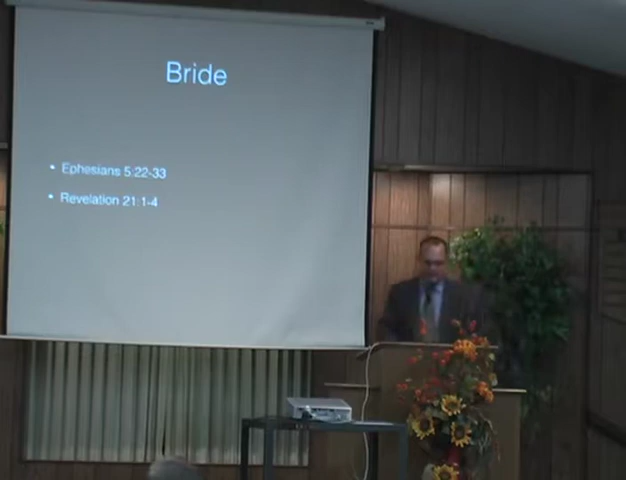 Bride
• Ephesians 5:22-33
• Revelation 21:1-4